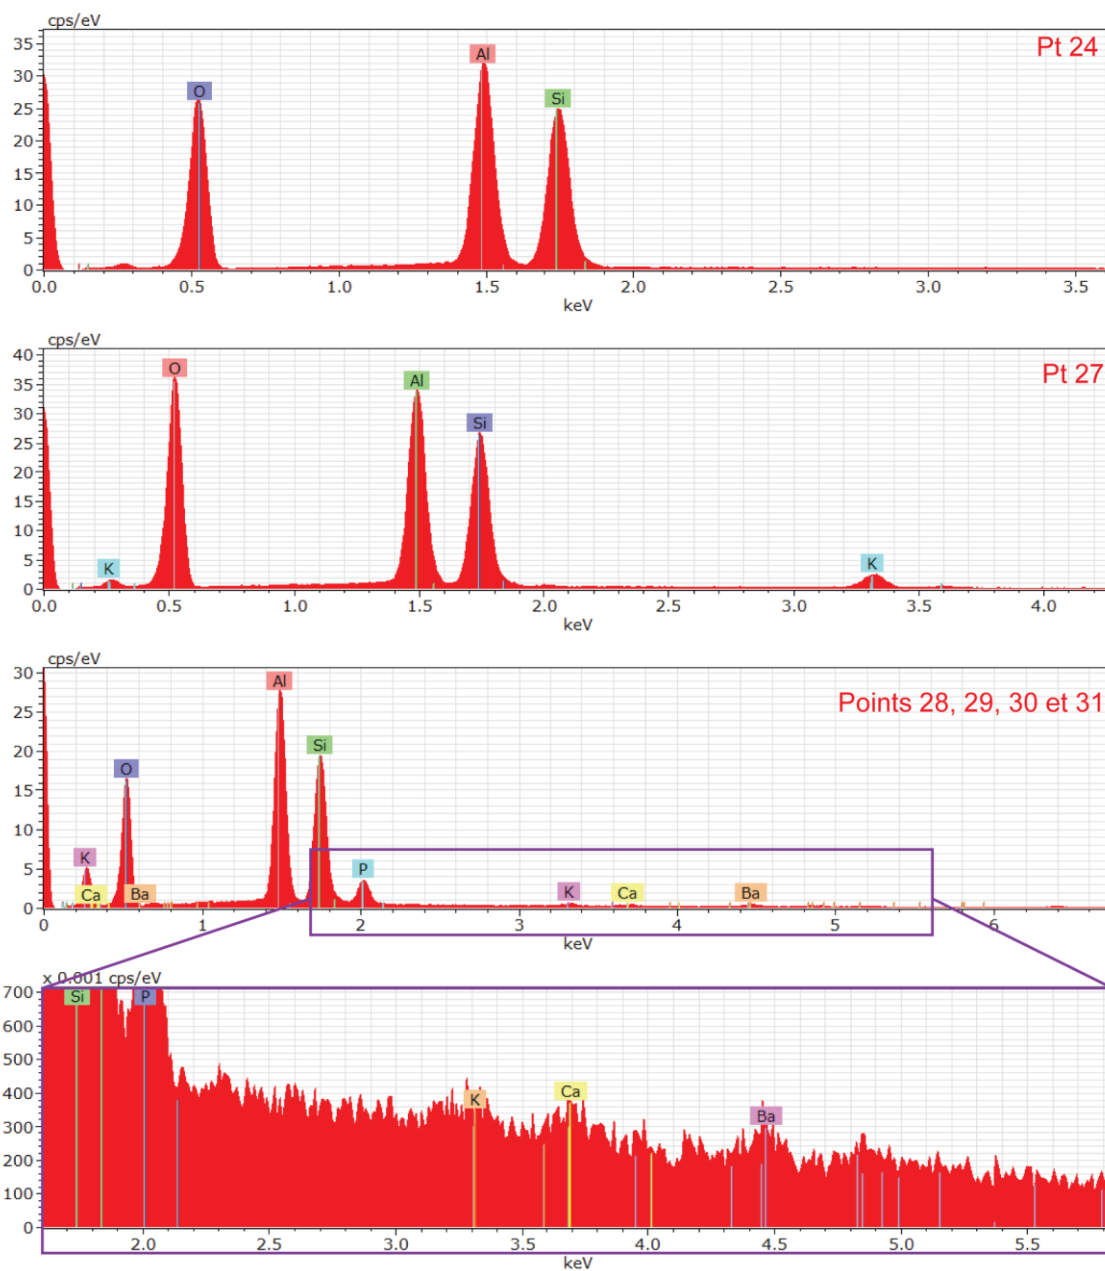 cps/eV
35
Pt 24
Al
30
O
Si
25
20
15
10
5
0
0.0 0.5 1.0 1.5 2.0 2.5 3.0 3.5
keV
cps/eV
40
O
Pt 27
35
Al
30
Si
25
20
15
10
5
K K
0
0.0 0.5 1.0 1.5 2.0 2.5 3.0 3.5 4.0
keV
cps/eV
30
Al
Points 28, 29, 30 et 31
25
Si
20
O
15
10
K
P
5
Ca Ba K Ca Ba
0
0 1 2 3 4 5 6
keV
x 0.001 cps/eV
700
Si P
600
500
400
K Ca
Ba
300
200
100
0
2.0 2.5 3.0 3.5 4.0 4.5 5.0 5.5
keV